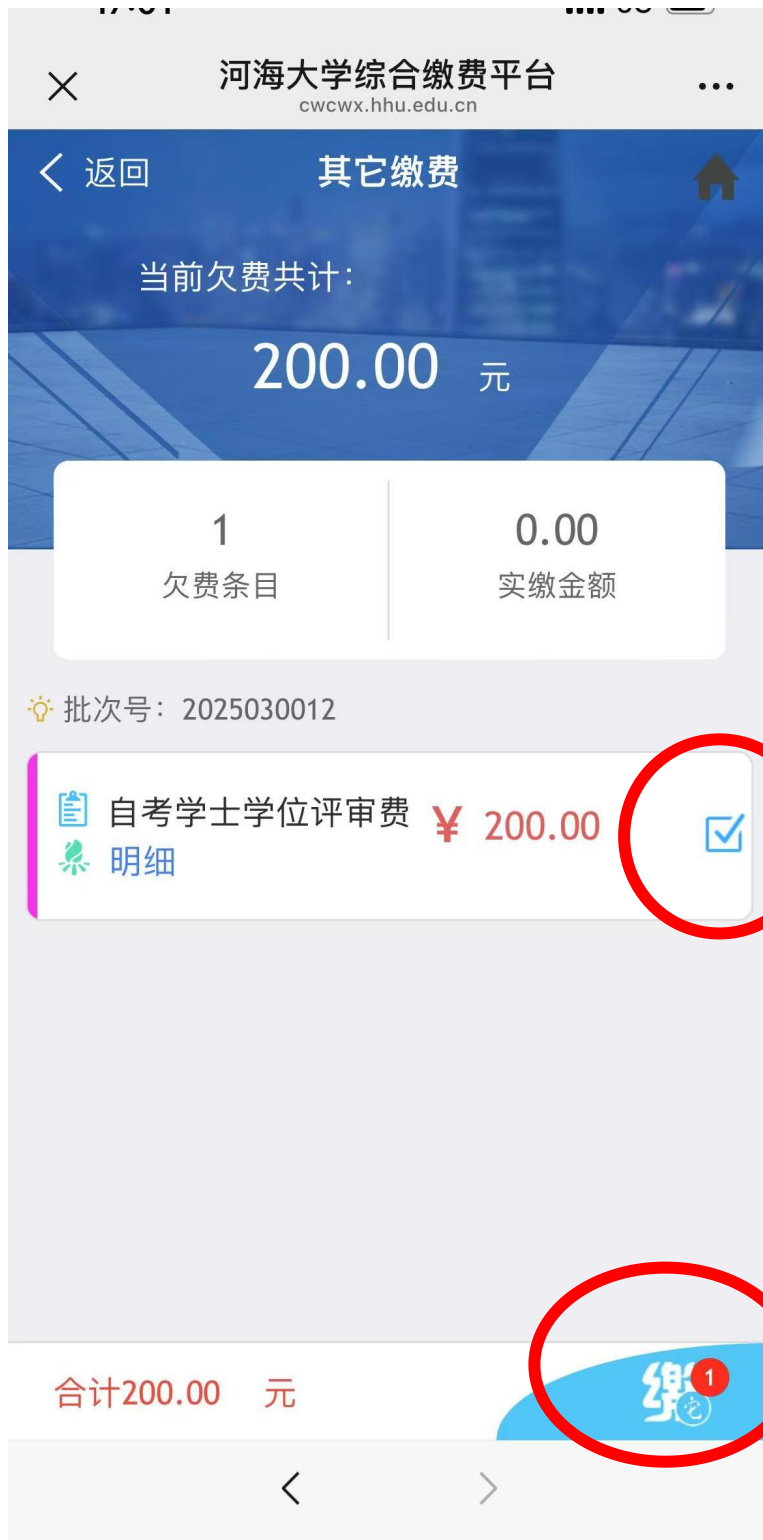 河海大学综合缴费平台
cwcwx.hhu.edu.cn
返回
其它缴费
当前欠费共计：
200.00 元
1
欠费条目
0.00
实缴金额
批次号：2025030012
自考学士学位评审费 ¥ 200.00
明细
合计200.00 元
缴
它
1